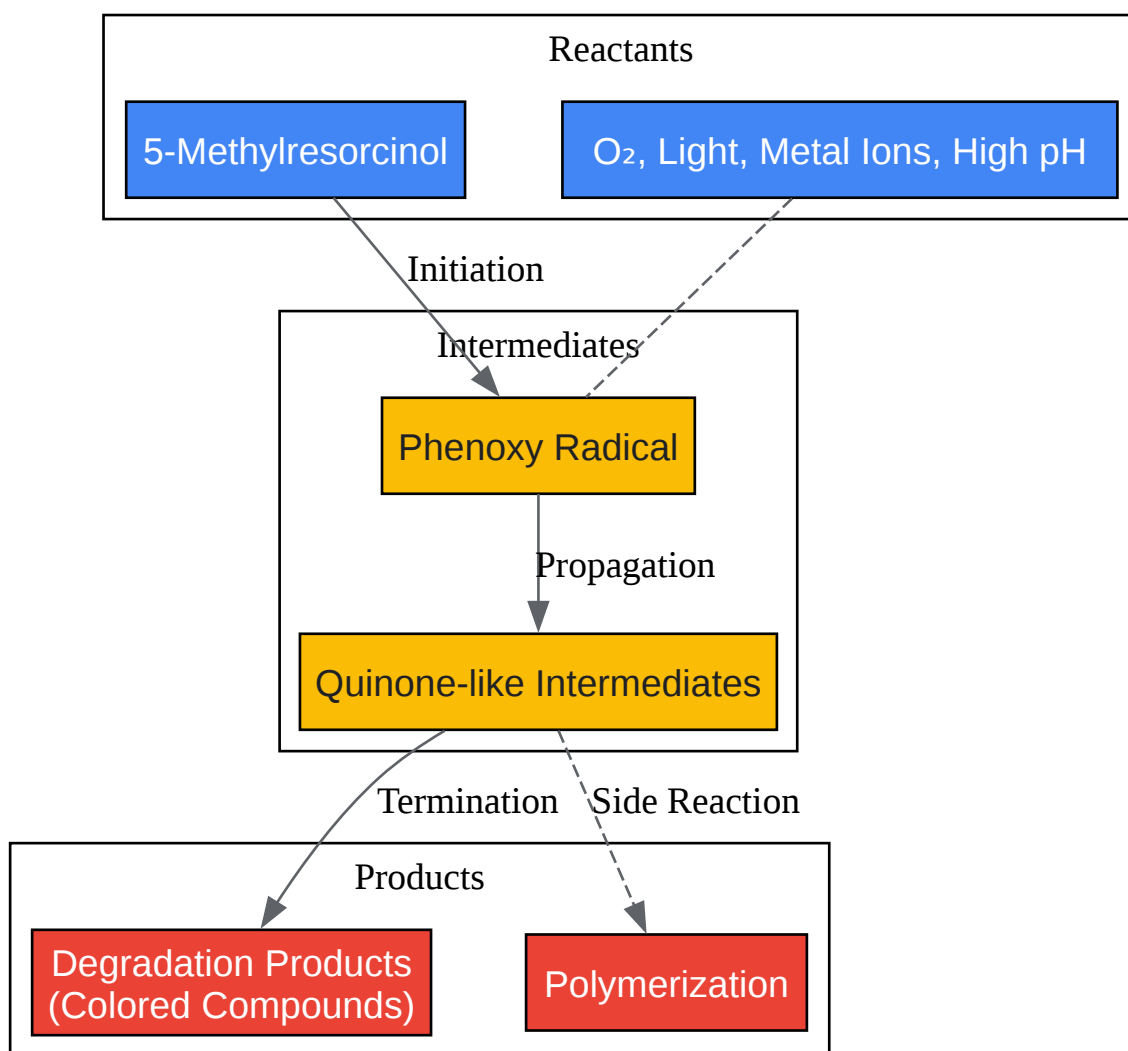 Reactants
5-Methylresorcinol
O₂, Light, Metal Ions, High pH
Initiation
Intermediates
Phenoxy Radical
Propagation
Quinone-like Intermediates
Termination
Side Reaction
Products
Degradation Products
(Colored Compounds)
Polymerization